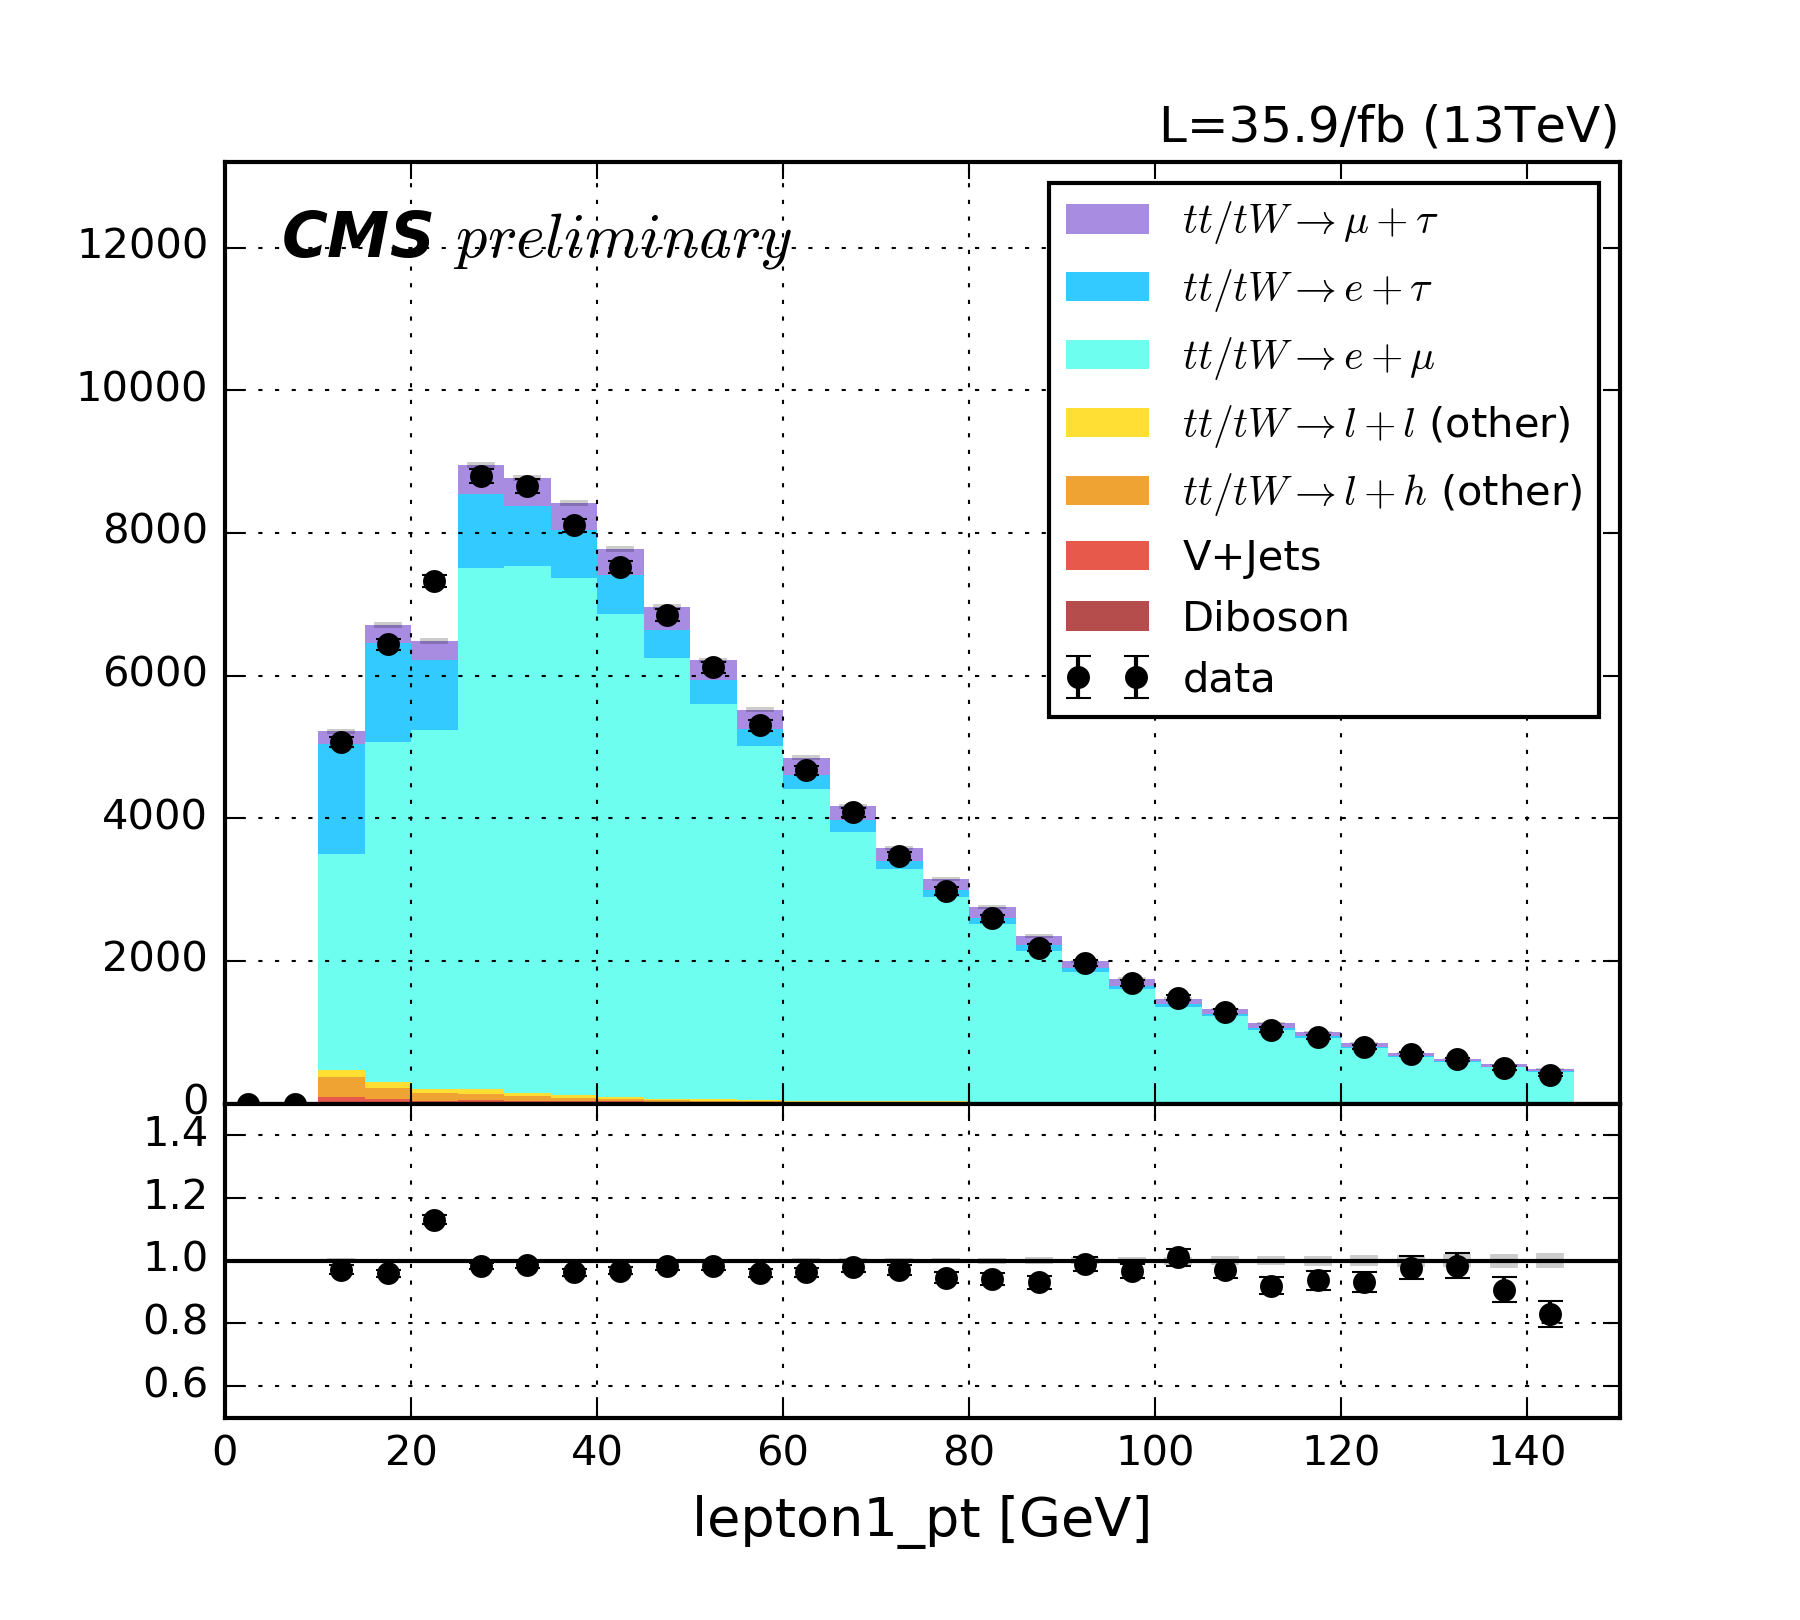 L=35.9/fb (13TeV)
CMS preliminary
12000
10000
8000
6000
4000
2000
0
tt/tW → μ + τ
tt/tW → e + τ
tt/tW → e + μ
tt/tW → l + l (other)
tt/tW → l + h (other)
V+Jets
Diboson
data
1.4
1.2
1.0
0.8
0.6
0 20 40 60 80 100 120 140
lepton1_pt [GeV]